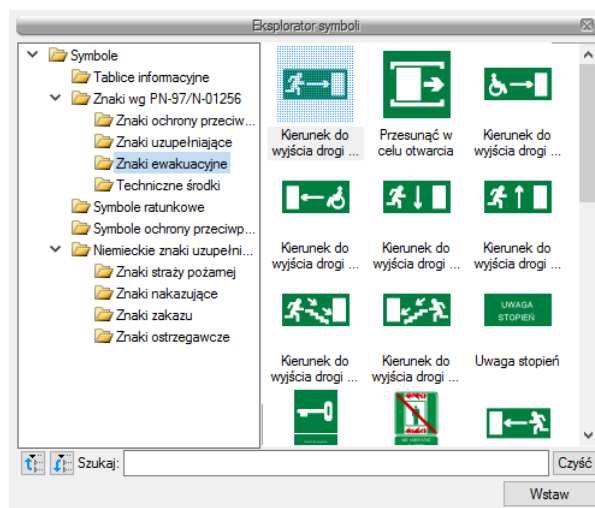 Eksplorator symboli
Symbole
Tablice informacyjne
Znaki wg PN-97/N-01256
Znaki ochrony przeciw...
Znaki uzupełniające
Znaki ewakuacyjne
Techniczne środki
Symbole ratunkowe
Symbole ochrony przeciwp...
Niemieckie znaki uzupełni...
Znaki straży pożarnej
Znaki nakazujące
Znaki zakazu
Znaki ostrzegawcze
Kierunek do
wyjścia drogi ...
Przesunąć w
celu otwarcia
Kierunek do
wyjścia drogi ...
Kierunek do
wyjścia drogi ...
Kierunek do
wyjścia drogi ...
Kierunek do
wyjścia drogi ...
UWAGA
STOPIEŃ
Kierunek do
wyjścia drogi ...
Kierunek do
wyjścia drogi ...
Uwaga stopień
Szukaj:
Czyść
Wstaw